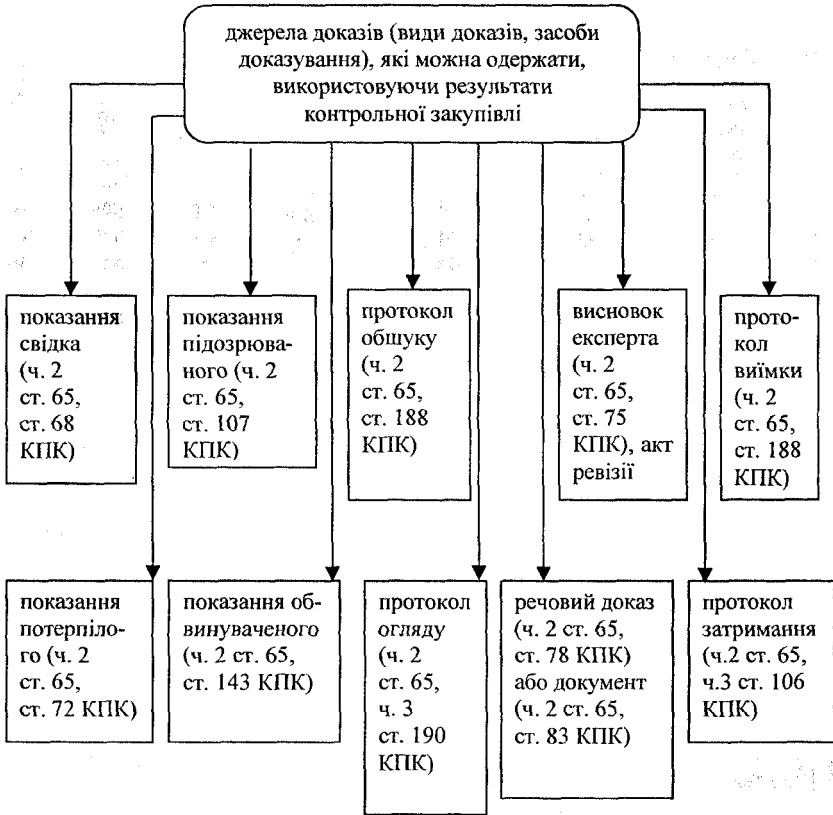 джерела доказів (види доказів, засоби
доказування), які можна одержати,
використовуючи результати
контрольної закупівлі
показання
свідка
(ч. 2
ст. 65,
ст. 68
КПК)
показання
підозрюва-
ного (ч. 2
ст. 65,
ст. 107
КПК)
протокол
обшуку
(ч. 2
ст. 65,
ст. 188
КПК)
висновок
експерта
(ч. 2
ст. 65,
ст. 75
КПК), акт
ревізії
прото-
кол
виїмки
(ч. 2
ст. 65,
ст. 188
КПК)
показання
потерпіло-
го (ч. 2
ст. 65,
ст. 72 КПК)
показання об-
винуваченого
(ч. 2 ст. 65,
ст. 143 КПК)
протокол
огляду
(ч. 2
ст. 65,
ч. 3
ст. 190
КПК)
речовий доказ
(ч. 2 ст. 65,
ст. 78 КПК)
або документ
(ч. 2 ст. 65,
ст. 83 КПК)
протокол
затримання
(ч.2 ст. 65,
ч.3 ст. 106
КПК)